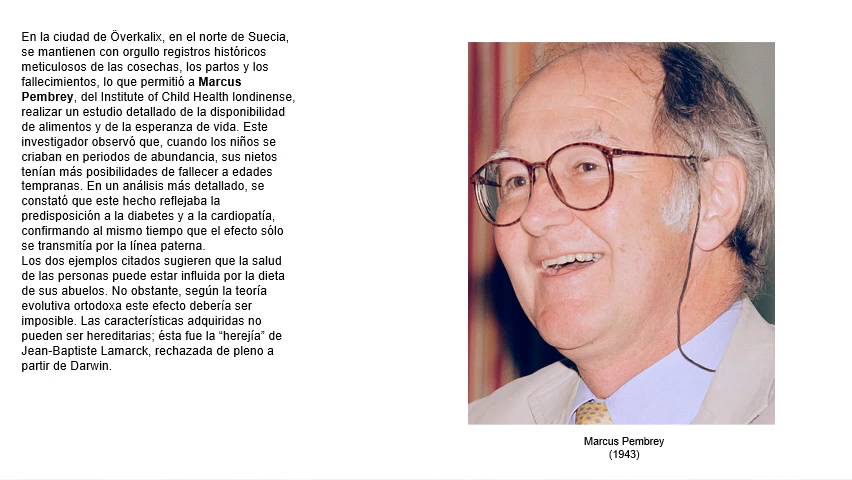 En la ciudad de Överkalix, en el norte de Suecia,
se mantienen con orgullo registros históricos
meticulosos de las cosechas, los partos y los
fallecimientos, lo que permitió a Marcus
Pembrey, del Institute of Child Health londinense,
realizar un estudio detallado de la disponibilidad
de alimentos y de la esperanza de vida. Este
investigador observó que, cuando los niños se
criaban en periodos de abundancia, sus nietos
tenían más posibilidades de fallecer a edades
tempranas. En un análisis más detallado, se
constató que este hecho reflejaba la
predisposición a la diabetes y a la cardiopatía,
confirmando al mismo tiempo que el efecto sólo
se transmitía por la línea paterna.
Los dos ejemplos citados sugieren que la salud
de las personas puede estar influida por la dieta
de sus abuelos. No obstante, según la teoría
evolutiva ortodoxa este efecto debería ser
imposible. Las características adquiridas no
pueden ser hereditarias; ésta fue la “herejía” de
Jean-Baptiste Lamarck, rechazada de pleno a
partir de Darwin.
Marcus Pembrey
(1943)